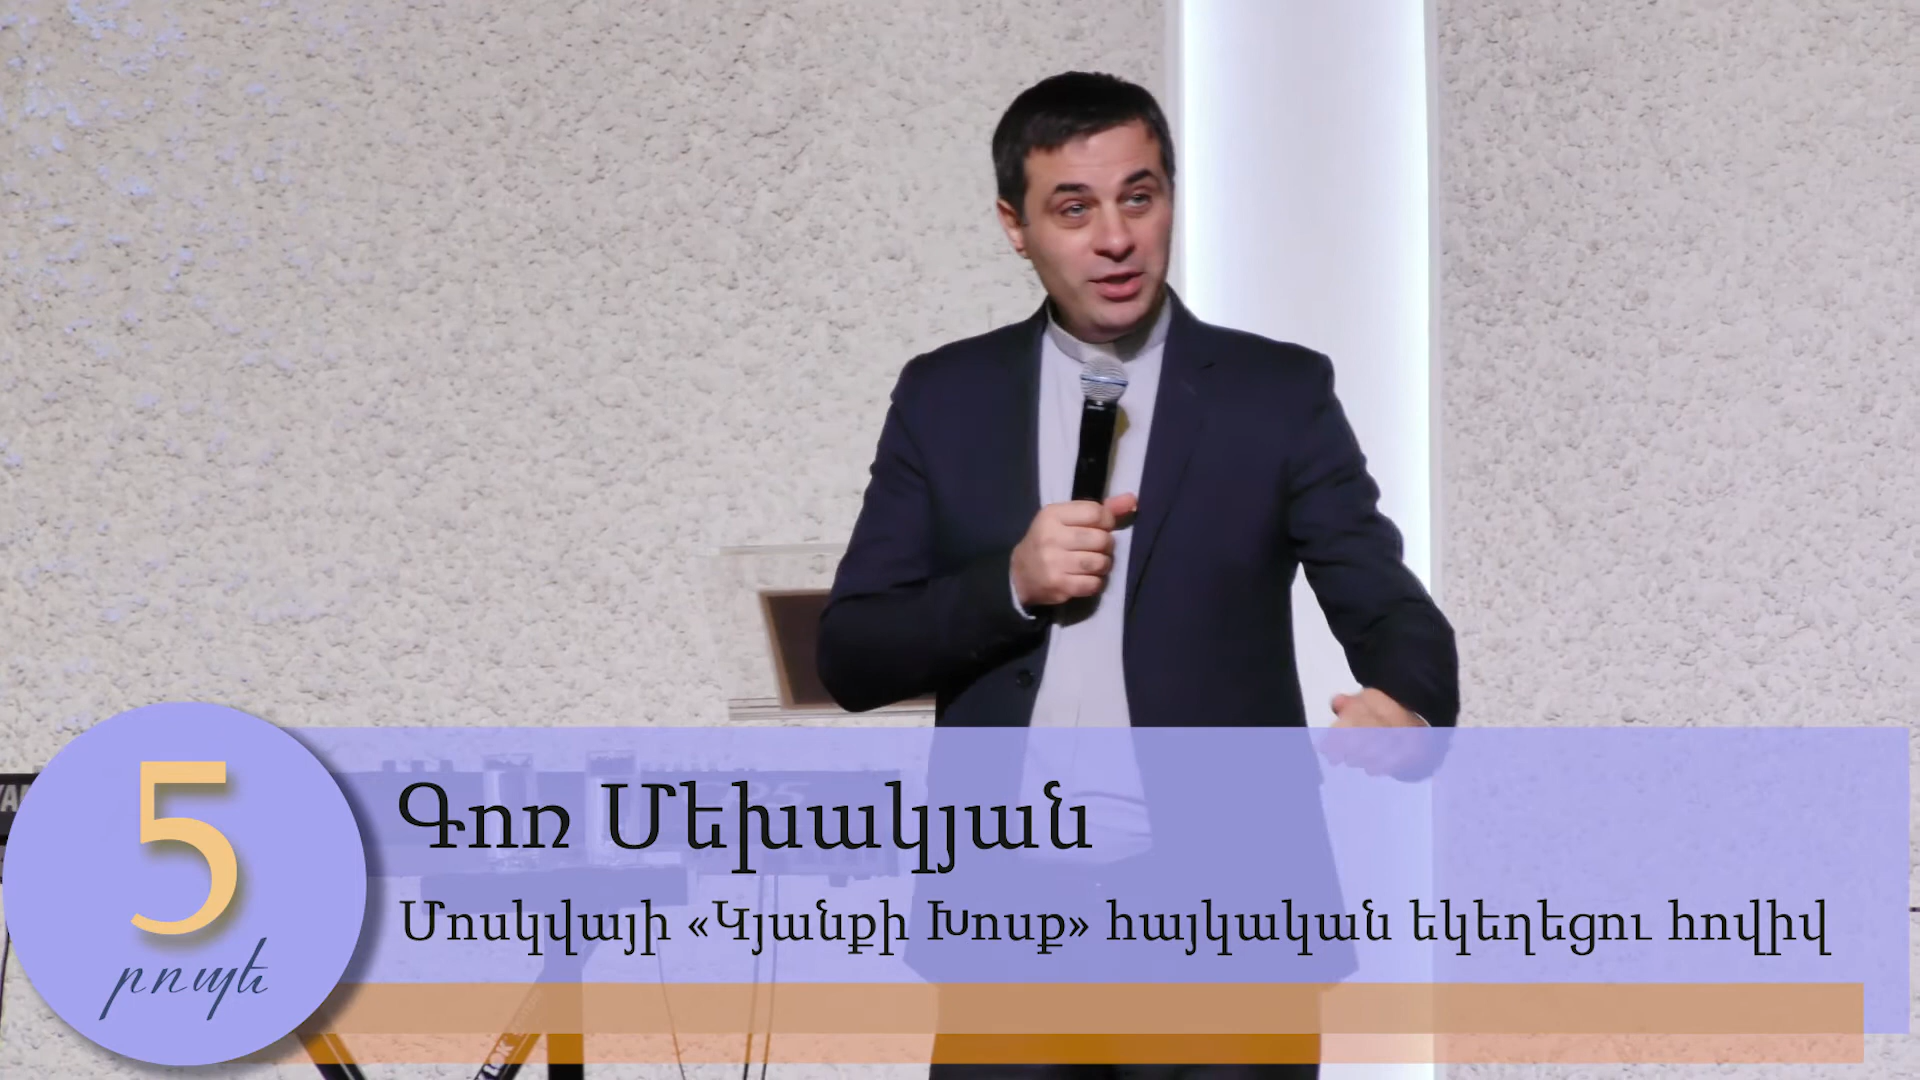 Գոռ Մեխակյան
Մոսկվայի «Կյանքի Խոսք» հայկական եկեղեցու հովիվ
5
րոպե